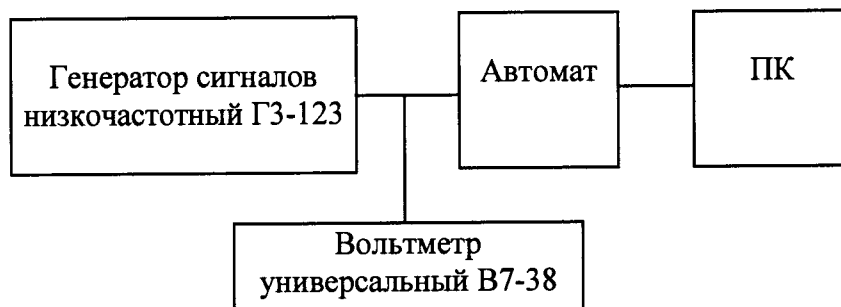 Генератор сигналов
низкочастотный Г3-123
Автомат
ПК
Вольтметр
универсальный В7-38